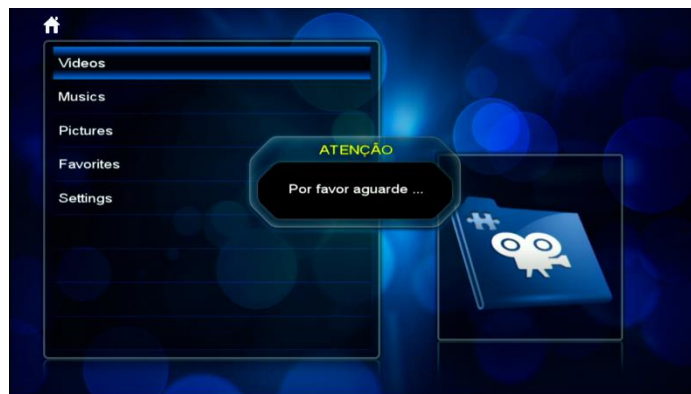 Videos
Musics
Pictures
Favorites
Settings
ATENÇÃO
Por favor aguarde ...